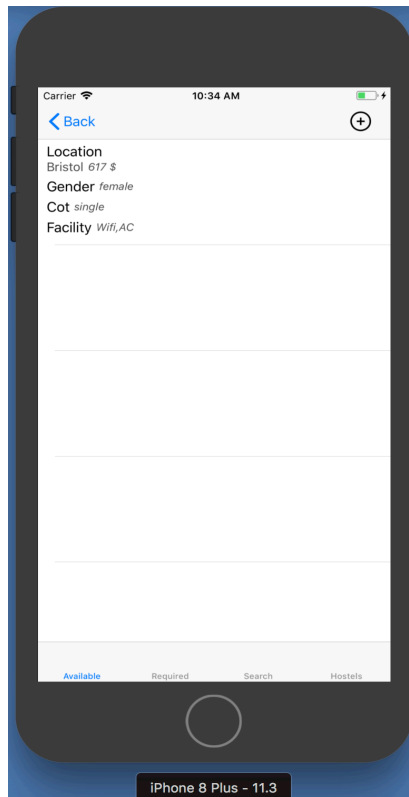 Carrier 10:34 AM
Back
Location
Bristol 617 $
Gender female
Cot single
Facility Wifi,AC
Available Required Search Hostels
iPhone 8 Plus - 11.3